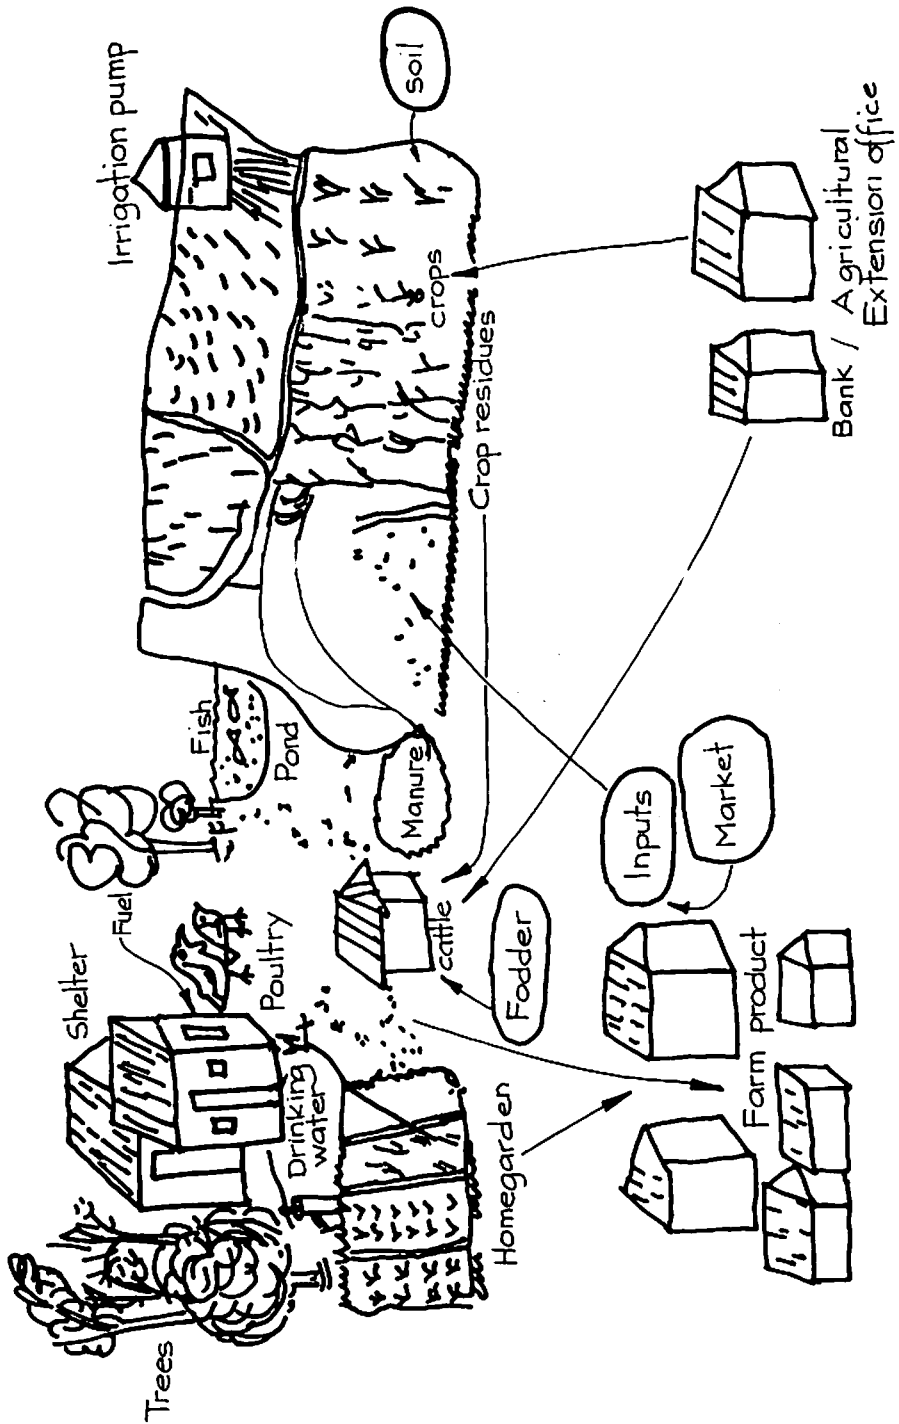 Trees
Shelter
Fuel
Irrigation pump
Drinking
water
Poultry
Fish
Pond
Homegarden
cattle
Manure
Crop residues
crops
soil
Fodder
Inputs
Market
Farm product
Bank / Agricultural
Extension office